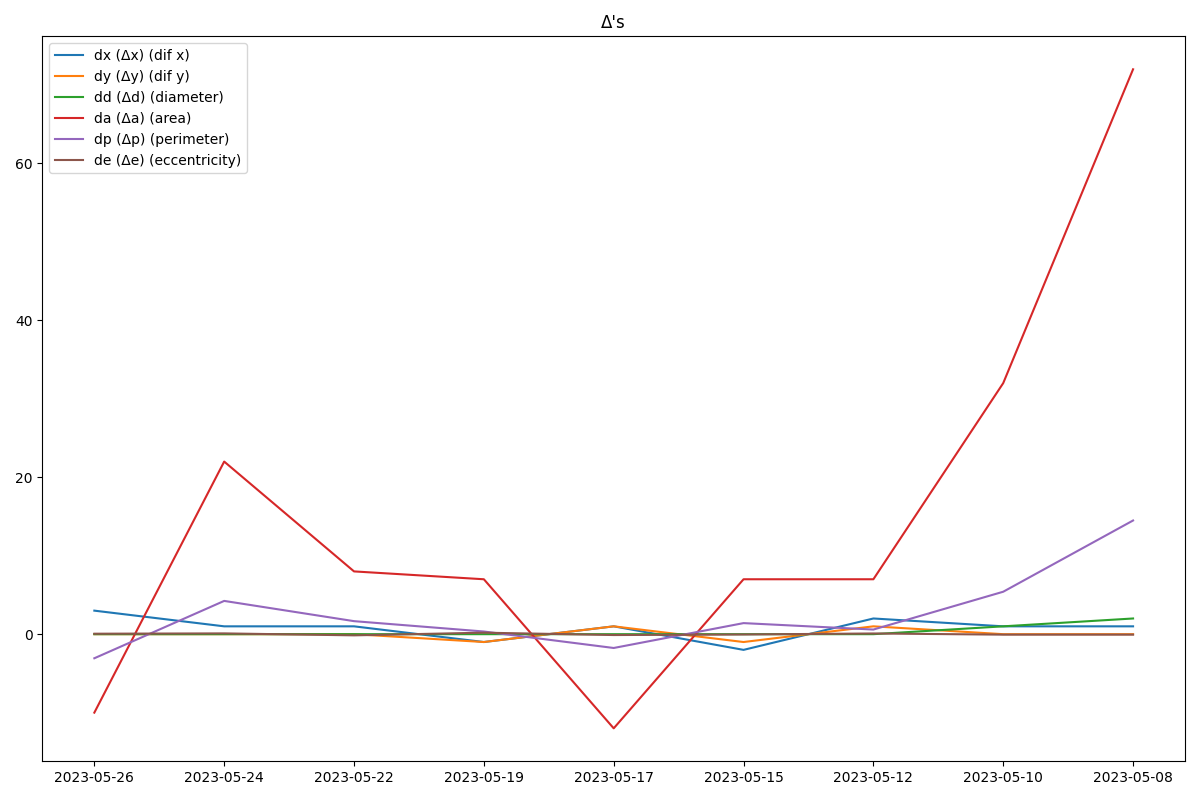 Δ's
dx (Δx) (dif x)
dy (Δy) (dif y)
dd (Δd) (diameter)
da (Δa) (area)
dp (Δp) (perimeter)
de (Δe) (eccentricity)
60
40
20
0
2023-05-26 2023-05-24 2023-05-22 2023-05-19 2023-05-17 2023-05-15 2023-05-12 2023-05-10 2023-05-08